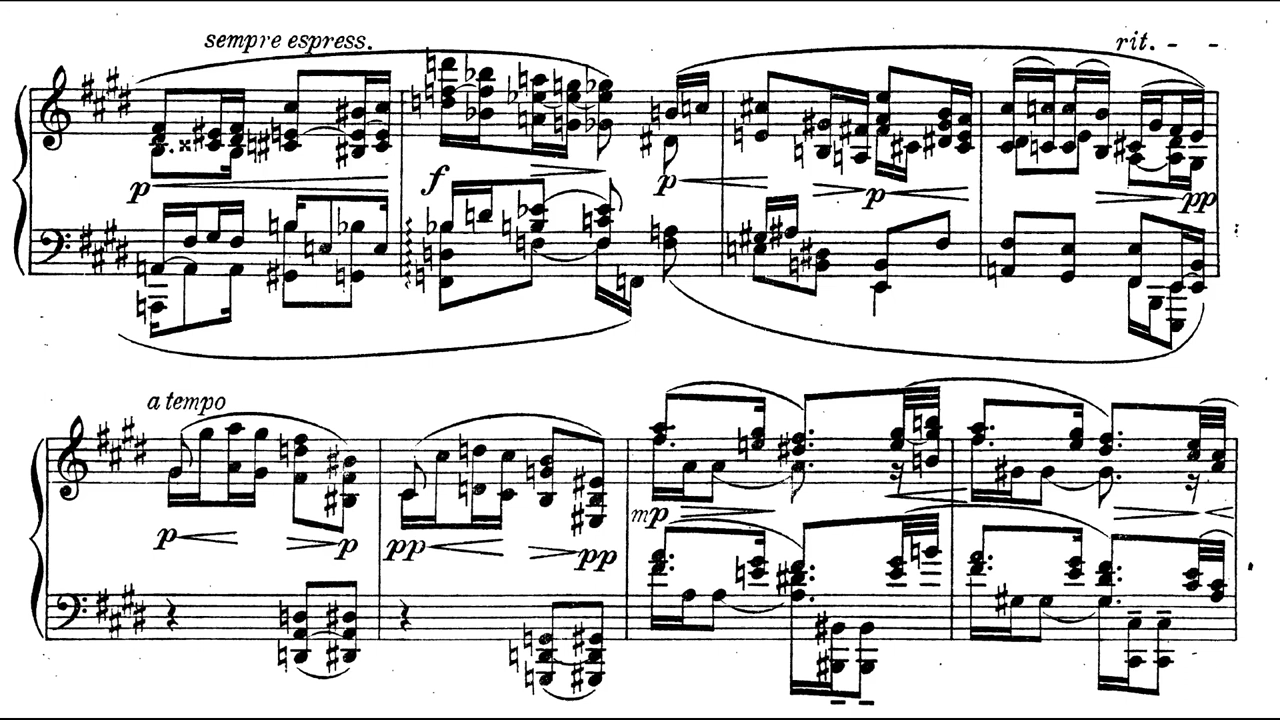 sempre espress. rit. - -
p f p p pp
a tempo
p p pp pp mp